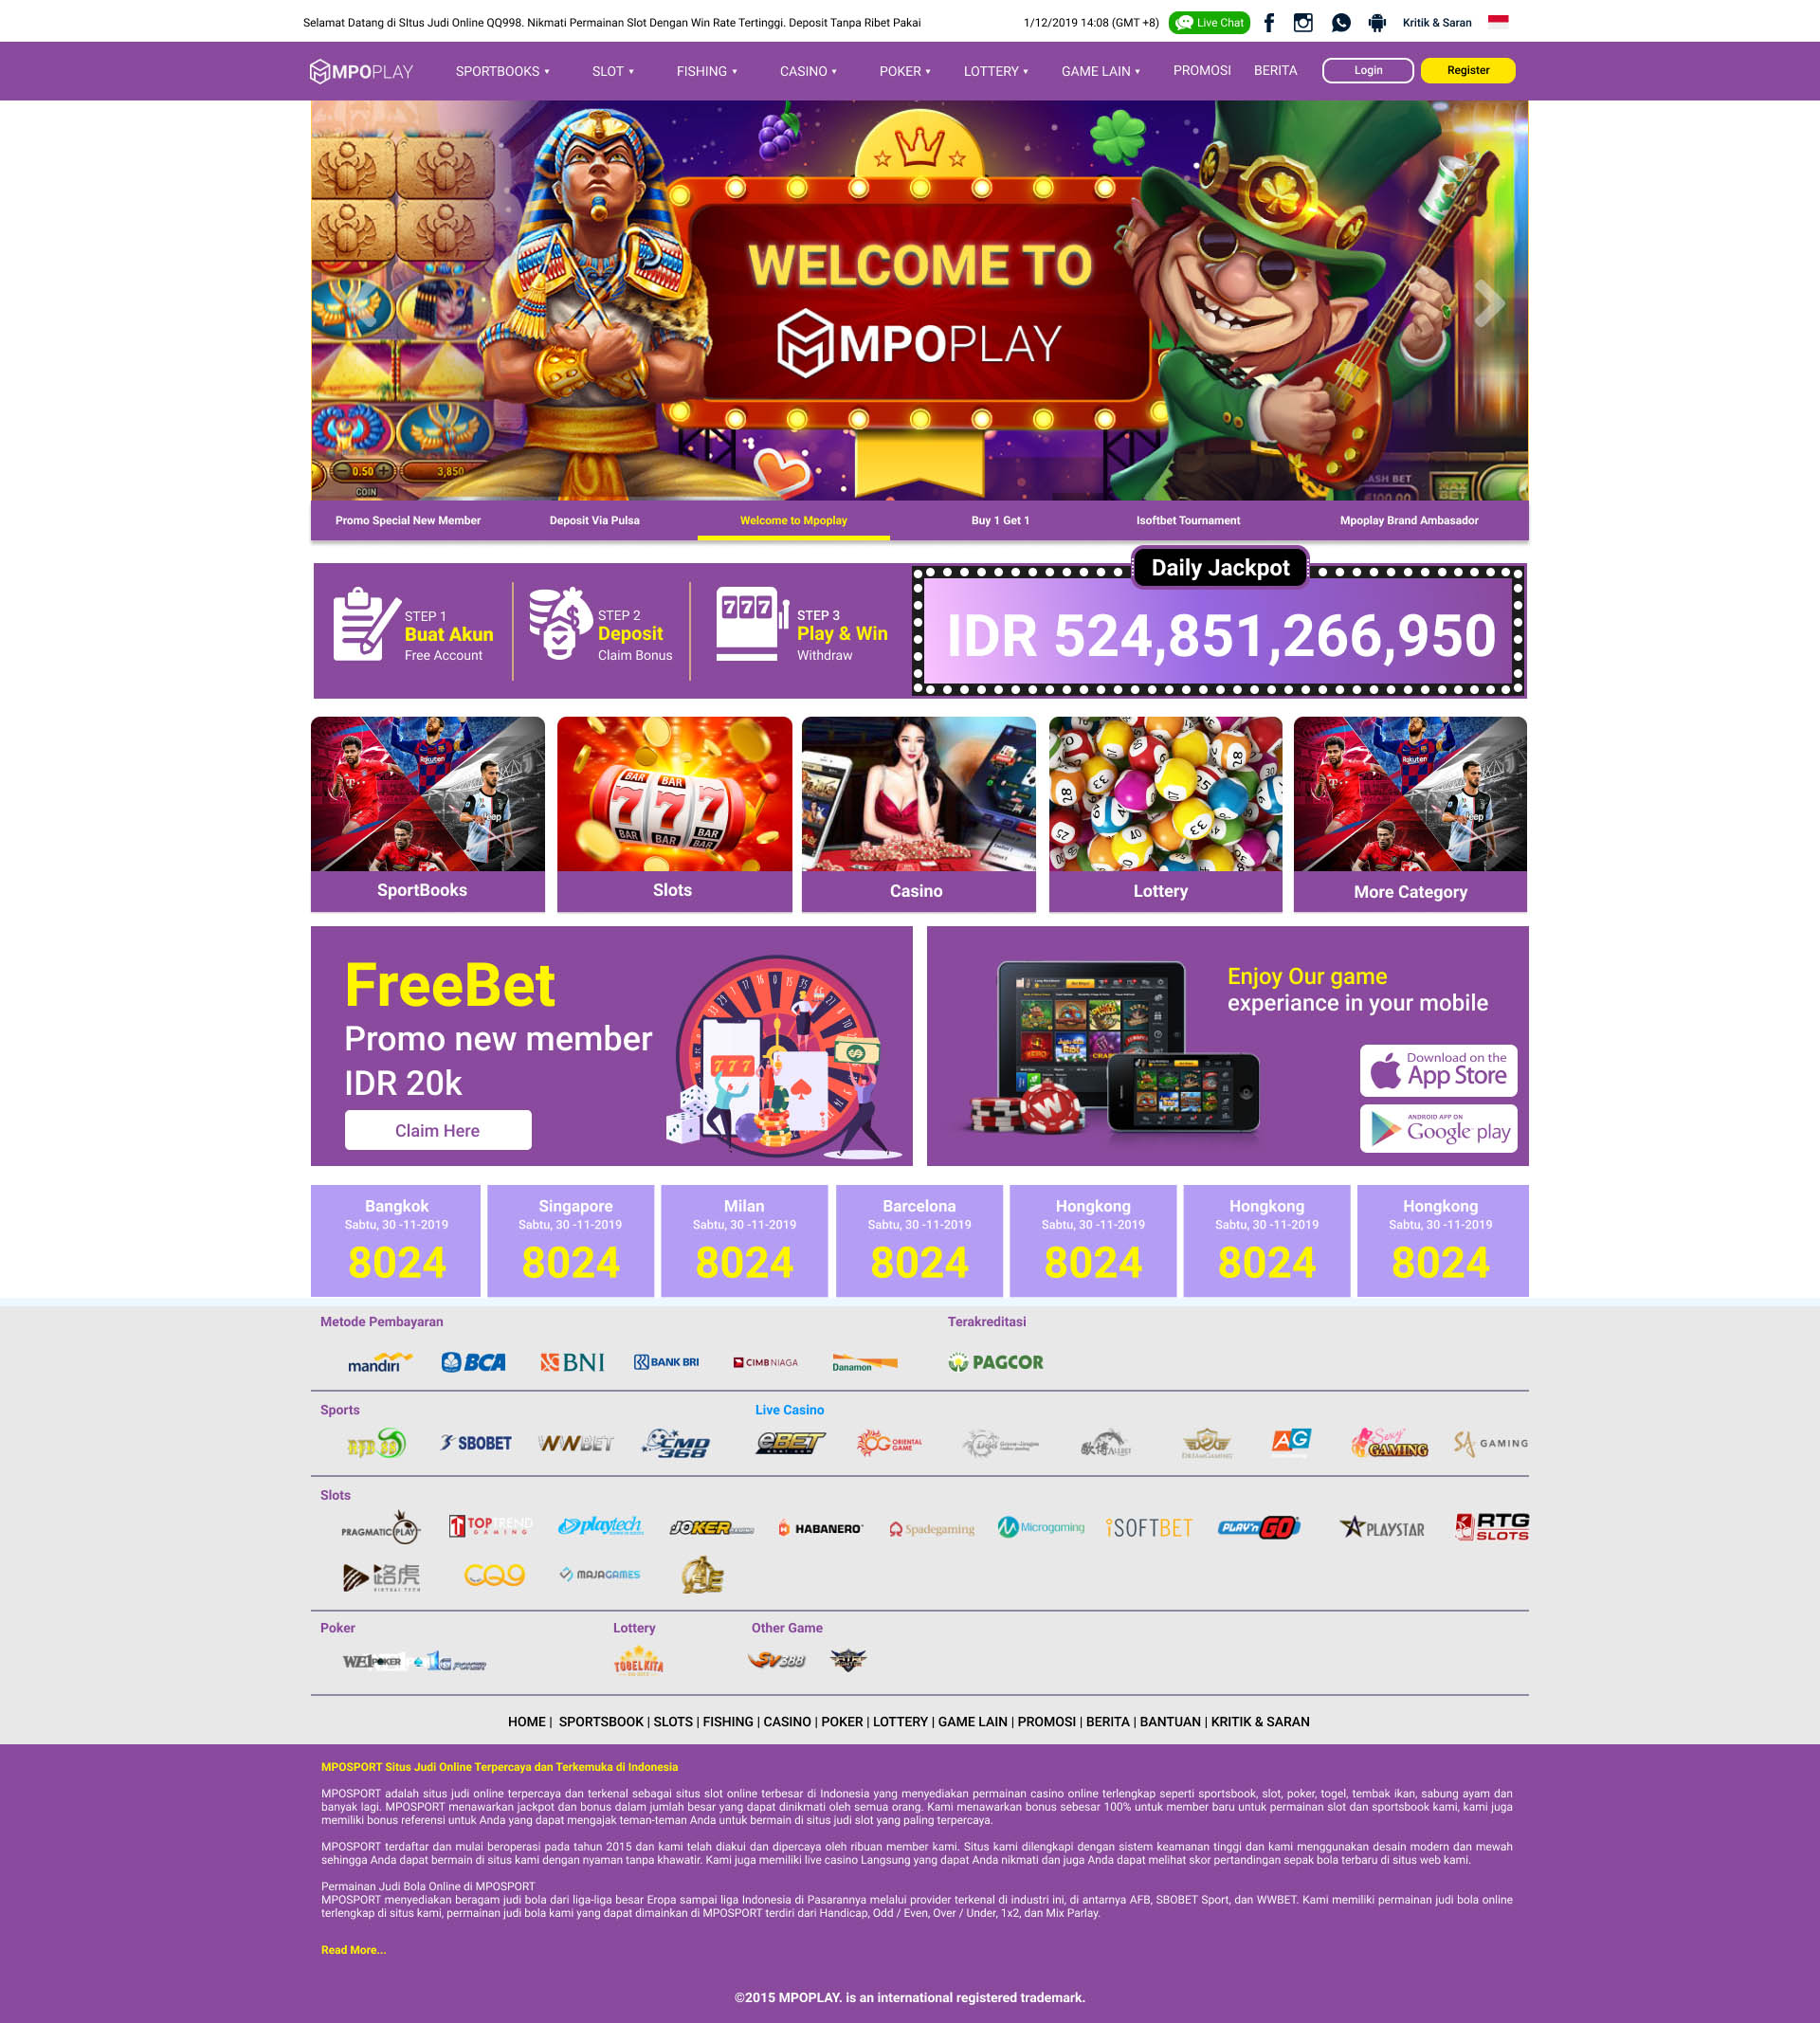 Selamat Datang di SItus Judi Online QQ998. Nikmati Permainan Slot Dengan Win Rate Tertinggi. Deposit Tanpa Ribet Pakai
1/12/2019 14:08 (GMT +8) Live Chat Kritik & Saran
MPOPLAY SPORTBOOKS SLOT FISHING CASINO POKER LOTTERY GAME LAIN PROMOSI BERITA Login Register
WELCOME TO
MPOPLAY
0.50 3,850
COIN
CASH BET
€100.00
MAX BET
Promo Special New Member Deposit Via Pulsa Welcome to Mpoplay Buy 1 Get 1 Isoftbet Tournament Mpoplay Brand Ambasador
STEP 1
Buat Akun
Free Account
STEP 2
Deposit
Claim Bonus
777
STEP 3
Play & Win
Withdraw
Daily Jackpot
IDR 524,851,266,950
SportBooks Slots Casino Lottery More Category
FreeBet
Promo new member
IDR 20k
Claim Here
777
Enjoy Our game
experiance in your mobile
Download on the
App Store
ANDROID APP ON
Google play
Bangkok Singapore Milan Barcelona Hongkong Hongkong Hongkong
Sabtu, 30 -11-2019 Sabtu, 30 -11-2019 Sabtu, 30 -11-2019 Sabtu, 30 -11-2019 Sabtu, 30 -11-2019 Sabtu, 30 -11-2019 Sabtu, 30 -11-2019
8024 8024 8024 8024 8024 8024 8024
Metode Pembayaran Terakreditasi
mandiri BCA BNI BANK BRI CIMB NIAGA Danamon PAGCOR
Sports Live Casino
SBOBET WWBET CMD 368 eBET ORIENTAL GAME ALLBET DREAMGAMING AG Sexy GAMING SA GAMING
Slots
PRAGMATIC PLAY TOPTREND GAMING playtech JOKER GAMING HABANERO Spadegaming Microgaming iSOFTBET PLAY'n GO PLAYSTAR RTG SLOTS
路虎 VIRTUAL TECH CQ9 MAJAGAMES AE
Poker Lottery Other Game
WE1POKER 1G POKER TOGELKITA SV388
HOME | SPORTSBOOK | SLOTS | FISHING | CASINO | POKER | LOTTERY | GAME LAIN | PROMOSI | BERITA | BANTUAN | KRITIK & SARAN
MPOSPORT Situs Judi Online Terpercaya dan Terkemuka di Indonesia
MPOSPORT adalah situs judi online terpercaya dan terkenal sebagai situs slot online terbesar di Indonesia yang menyediakan permainan casino online terlengkap seperti sportsbook, slot, poker, togel, tembak ikan, sabung ayam dan
banyak lagi. MPOSPORT menawarkan jackpot dan bonus dalam jumlah besar yang dapat dinikmati oleh semua orang. Kami menawarkan bonus sebesar 100% untuk member baru untuk permainan slot dan sportsbook kami, kami juga
memiliki bonus referensi untuk Anda yang dapat mengajak teman-teman Anda untuk bermain di situs judi slot yang paling terpercaya.
MPOSPORT terdaftar dan mulai beroperasi pada tahun 2015 dan kami telah diakui dan dipercaya oleh ribuan member kami. Situs kami dilengkapi dengan sistem keamanan tinggi dan kami menggunakan desain modern dan mewah
sehingga Anda dapat bermain di situs kami dengan nyaman tanpa khawatir. Kami juga memiliki live casino Langsung yang dapat Anda nikmati dan juga Anda dapat melihat skor pertandingan sepak bola terbaru di situs web kami.
Permainan Judi Bola Online di MPOSPORT
MPOSPORT menyediakan beragam judi bola dari liga-liga besar Eropa sampai liga Indonesia di Pasarannya melalui provider terkenal di industri ini, di antarnya AFB, SBOBET Sport, dan WWBET. Kami memiliki permainan judi bola online
terlengkap di situs kami, permainan judi bola kami yang dapat dimainkan di MPOSPORT terdiri dari Handicap, Odd / Even, Over / Under, 1x2, dan Mix Parlay.
Read More...
©2015 MPOPLAY. is an international registered trademark.